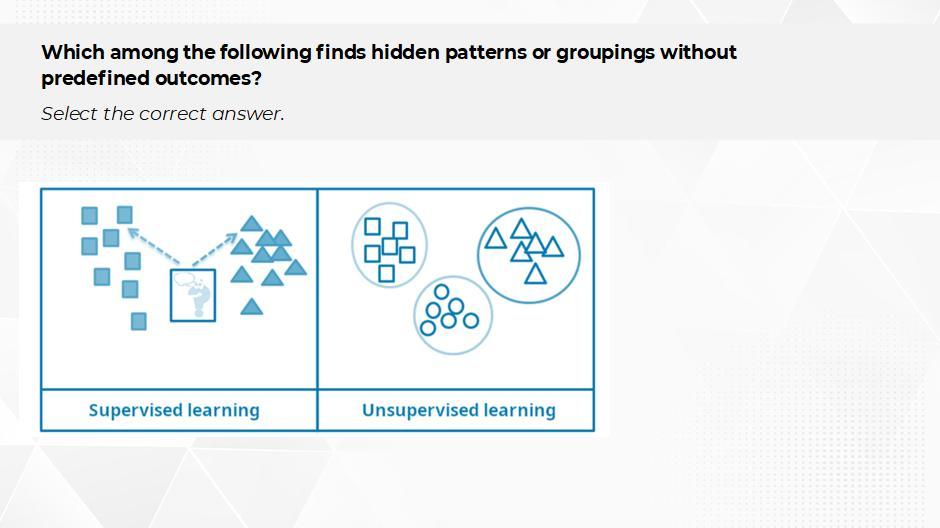 Which among the following finds hidden patterns or groupings without
predefined outcomes?
Select the correct answer.
Supervised learning
Unsupervised learning